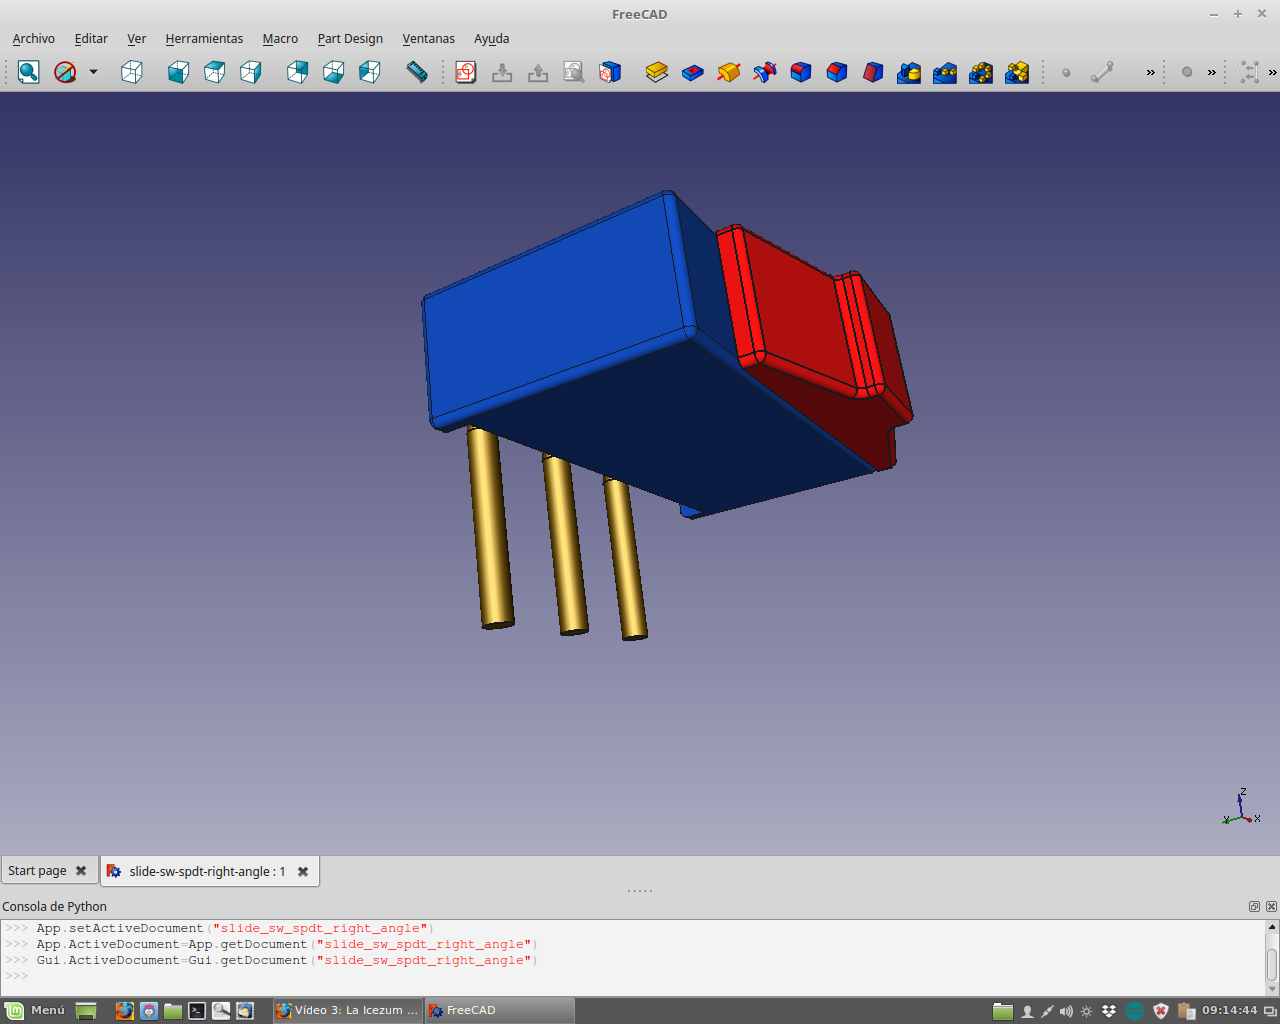 FreeCAD
Archivo Editar Ver Herramientas Macro Part Design Ventanas Ayuda
» » »
z
y x
Start page slide-sw-spdt-right-angle : 1
Consola de Python
>>> App.setActiveDocument("slide_sw_spdt_right_angle")
>>> App.ActiveDocument=App.getDocument("slide_sw_spdt_right_angle")
>>> Gui.ActiveDocument=Gui.getDocument("slide_sw_spdt_right_angle")
>>>
Menú Vídeo 3: La Icezum ... FreeCAD 09:14:44